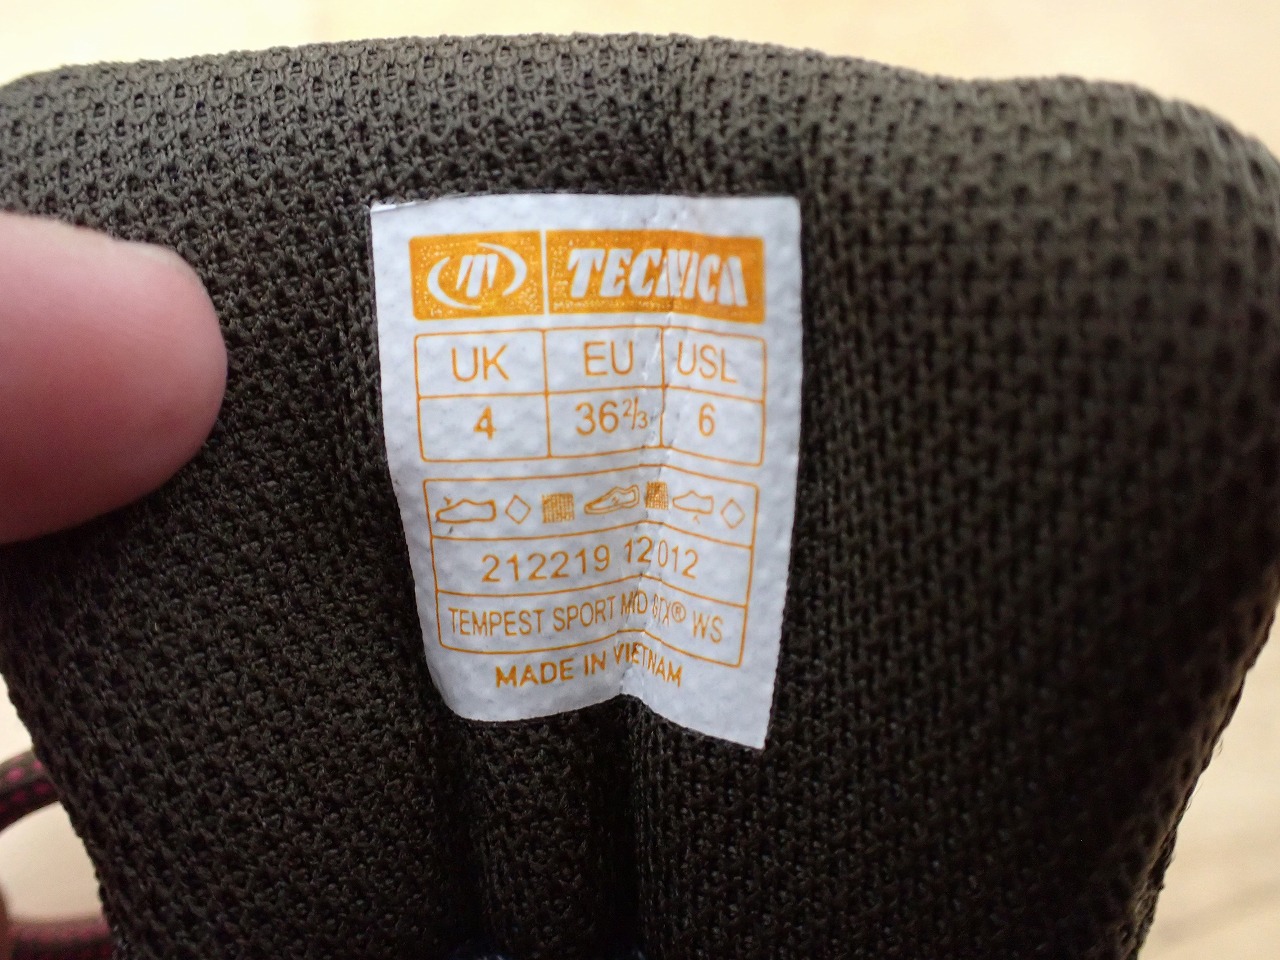 TECNICA
UK EU USL
4 36⅔ 6
212219 12012
TEMPEST SPORT MID GTX® WS
MADE IN VIETNAM